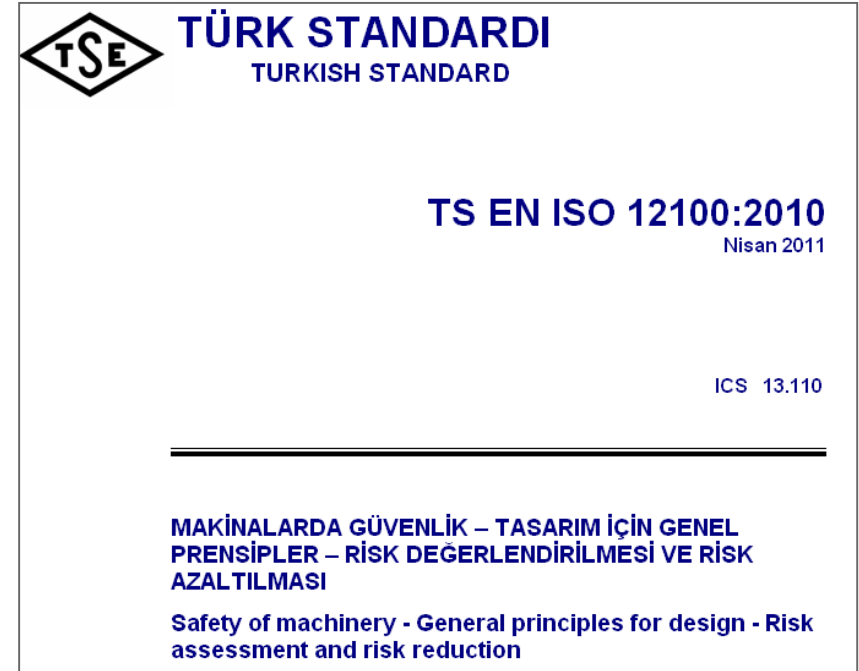 TSE
TÜRK STANDARDI
TURKISH STANDARD
TS EN ISO 12100:2010
Nisan 2011
ICS 13.110
MAKİNALARDA GÜVENLİK – TASARIM İÇİN GENEL
PRENSİPLER – RİSK DEĞERLENDİRİLMESİ VE RİSK
AZALTILMASI
Safety of machinery - General principles for design - Risk
assessment and risk reduction